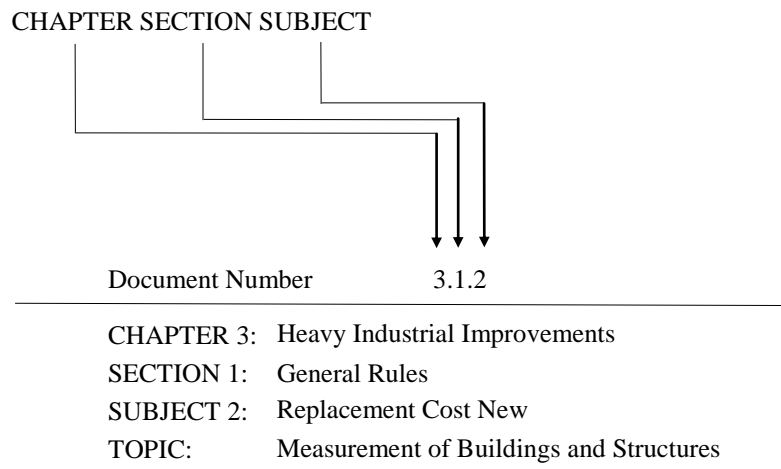 CHAPTER SECTION SUBJECT
Document Number 3.1.2
CHAPTER 3: Heavy Industrial Improvements
SECTION 1: General Rules
SUBJECT 2: Replacement Cost New
TOPIC: Measurement of Buildings and Structures